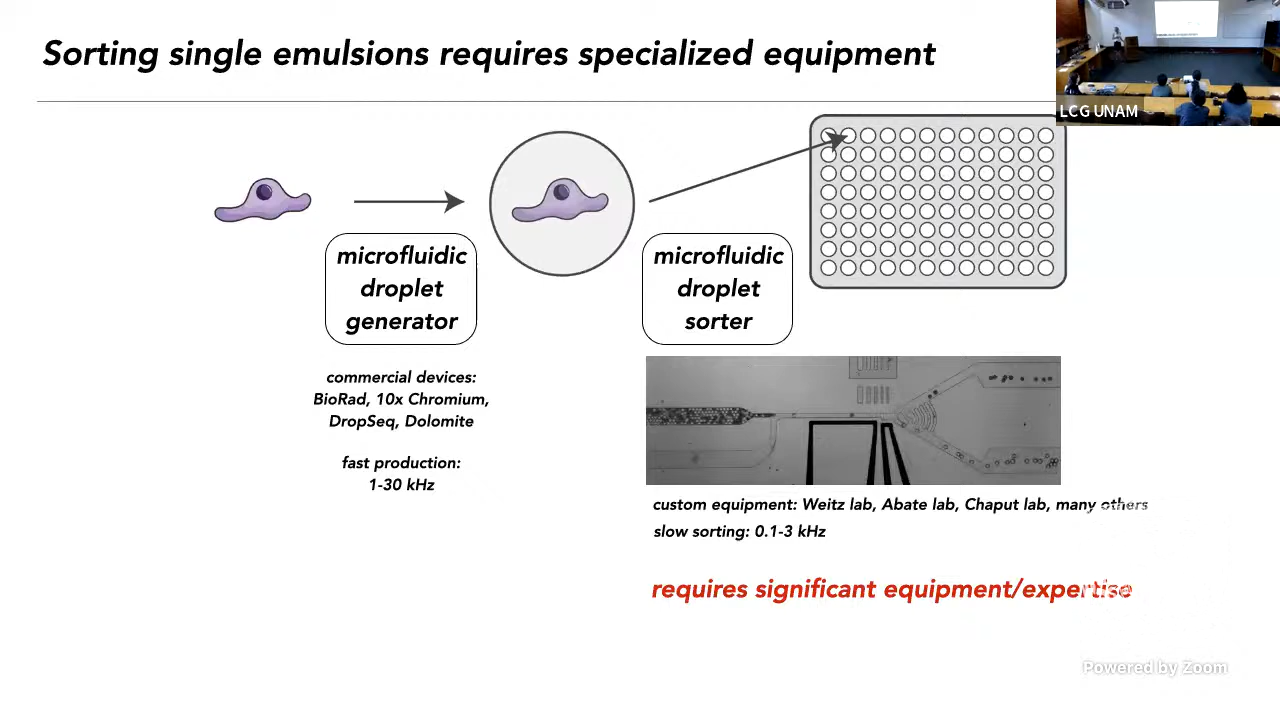 Sorting single emulsions requires specialized equipment
LCG UNAM
microfluidic
droplet
generator
microfluidic
droplet
sorter
commercial devices:
BioRad, 10x Chromium,
DropSeq, Dolomite
fast production:
1-30 kHz
custom equipment: Weitz lab, Abate lab, Chaput lab, many others
slow sorting: 0.1-3 kHz
requires significant equipment/expertise
Powered by Zoom